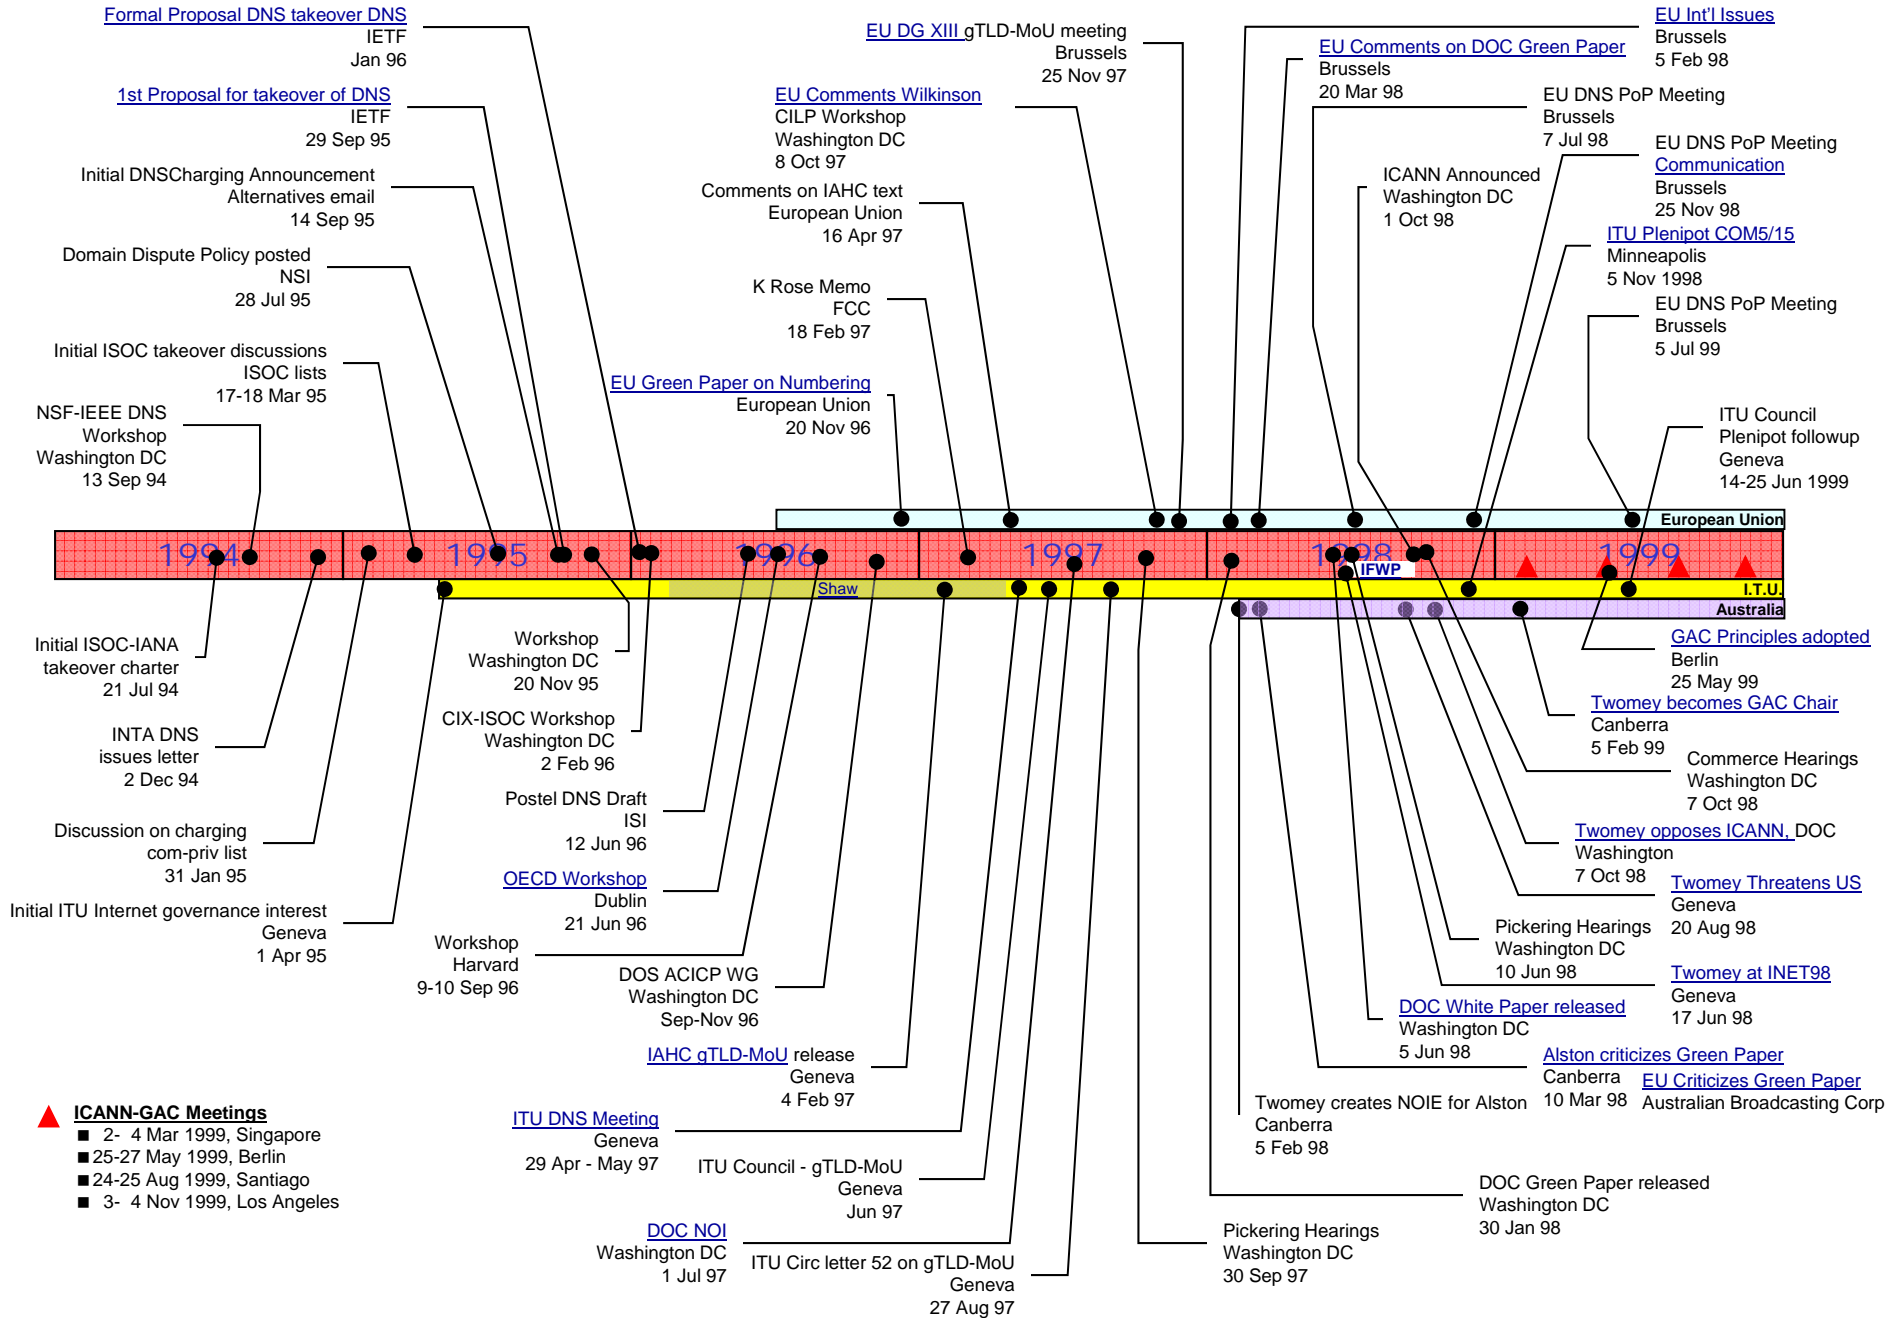 Formal Proposal DNS takeover DNS
IETF
Jan 96
1st Proposal for takeover of DNS
IETF
29 Sep 95
Initial DNSCharging Announcement
Alternatives email
14 Sep 95
Domain Dispute Policy posted
NSI
28 Jul 95
Initial ISOC takeover discussions
ISOC lists
17-18 Mar 95
NSF-IEEE DNS
Workshop
Washington DC
13 Sep 94
EU DG XIII gTLD-MoU meeting
Brussels
25 Nov 97
EU Comments Wilkinson
CILP Workshop
Washington DC
8 Oct 97
Comments on IAHC text
European Union
16 Apr 97
K Rose Memo
FCC
18 Feb 97
EU Green Paper on Numbering
European Union
20 Nov 96
EU Int'l Issues
Brussels
5 Feb 98
EU Comments on DOC Green Paper
Brussels
20 Mar 98
EU DNS PoP Meeting
Brussels
7 Jul 98
EU DNS PoP Meeting
Communication
Brussels
25 Nov 98
ICANN Announced
Washington DC
1 Oct 98
ITU Plenipot COM5/15
Minneapolis
5 Nov 1998
EU DNS PoP Meeting
Brussels
5 Jul 99
ITU Council
Plenipot followup
Geneva
14-25 Jun 1999
European Union
1994
1995
1996
1997
1998
1999
IFWP
Shaw
I.T.U.
Australia
Initial ISOC-IANA
takeover charter
21 Jul 94
INTA DNS
issues letter
2 Dec 94
Discussion on charging
com-priv list
31 Jan 95
Initial ITU Internet governance interest
Geneva
1 Apr 95
Workshop
Washington DC
20 Nov 95
CIX-ISOC Workshop
Washington DC
2 Feb 96
Postel DNS Draft
ISI
12 Jun 96
OECD Workshop
Dublin
21 Jun 96
Workshop
Harvard
9-10 Sep 96
DOS ACICP WG
Washington DC
Sep-Nov 96
IAHC gTLD-MoU release
Geneva
4 Feb 97
ITU DNS Meeting
Geneva
29 Apr - May 97
ITU Council - gTLD-MoU
Geneva
Jun 97
DOC NOI
Washington DC
1 Jul 97
ITU Circ letter 52 on gTLD-MoU
Geneva
27 Aug 97
Pickering Hearings
Washington DC
30 Sep 97
DOC Green Paper released
Washington DC
30 Jan 98
Twomey creates NOIE for Alston
Canberra
5 Feb 98
Alston criticizes Green Paper
Canberra
10 Mar 98
EU Criticizes Green Paper
Australian Broadcasting Corp
DOC White Paper released
Washington DC
5 Jun 98
Twomey at INET98
Geneva
17 Jun 98
Pickering Hearings
Washington DC
10 Jun 98
Twomey Threatens US
Geneva
20 Aug 98
Twomey opposes ICANN, DOC
Washington
7 Oct 98
Commerce Hearings
Washington DC
7 Oct 98
Twomey becomes GAC Chair
Canberra
5 Feb 99
GAC Principles adopted
Berlin
25 May 99
ICANN-GAC Meetings
2- 4 Mar 1999, Singapore
25-27 May 1999, Berlin
24-25 Aug 1999, Santiago
3- 4 Nov 1999, Los Angeles